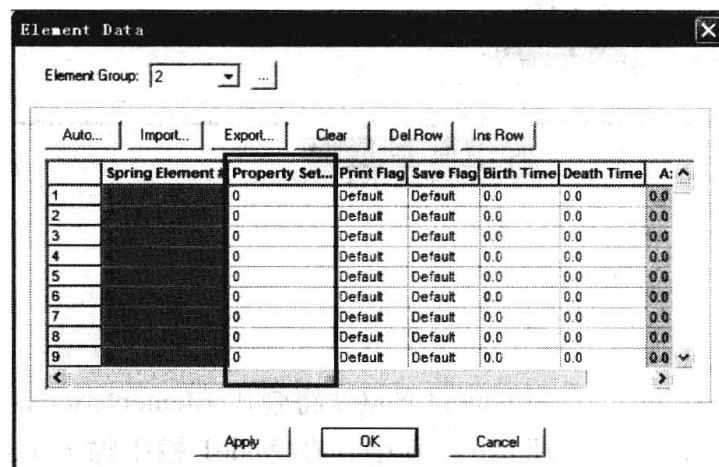 Element Data
Element Group: 2 ...
Auto... Import... Export... Clear Del Row Ins Row
Spring Element # Property Set... Print Flag Save Flag Birth Time Death Time A:
1 0 Default Default 0.0 0.0 0.0
2 0 Default Default 0.0 0.0 0.0
3 0 Default Default 0.0 0.0 0.0
4 0 Default Default 0.0 0.0 0.0
5 0 Default Default 0.0 0.0 0.0
6 0 Default Default 0.0 0.0 0.0
7 0 Default Default 0.0 0.0 0.0
8 0 Default Default 0.0 0.0 0.0
9 0 Default Default 0.0 0.0 0.0
Apply OK Cancel